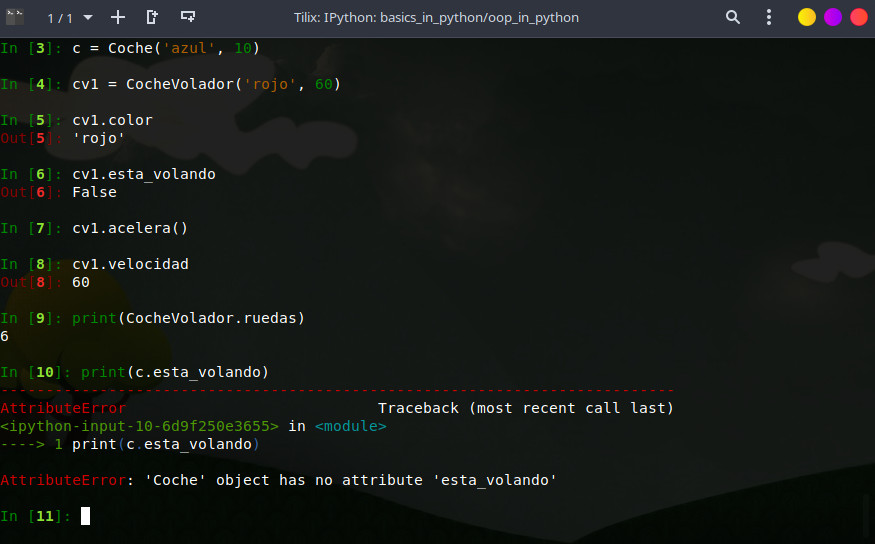 1 / 1
Tilix: IPython: basics_in_python/oop_in_python
In [3]: c = Coche('azul', 10)
In [4]: cv1 = CocheVolador('rojo', 60)
In [5]: cv1.color
Out[5]: 'rojo'
In [6]: cv1.esta_volando
Out[6]: False
In [7]: cv1.acelera()
In [8]: cv1.velocidad
Out[8]: 60
In [9]: print(CocheVolador.ruedas)
6
In [10]: print(c.esta_volando)
---------------------------------------------------------------------------
AttributeError                            Traceback (most recent call last)
<ipython-input-10-6d9f250e3655> in <module>
----> 1 print(c.esta_volando)
AttributeError: 'Coche' object has no attribute 'esta_volando'
In [11]: